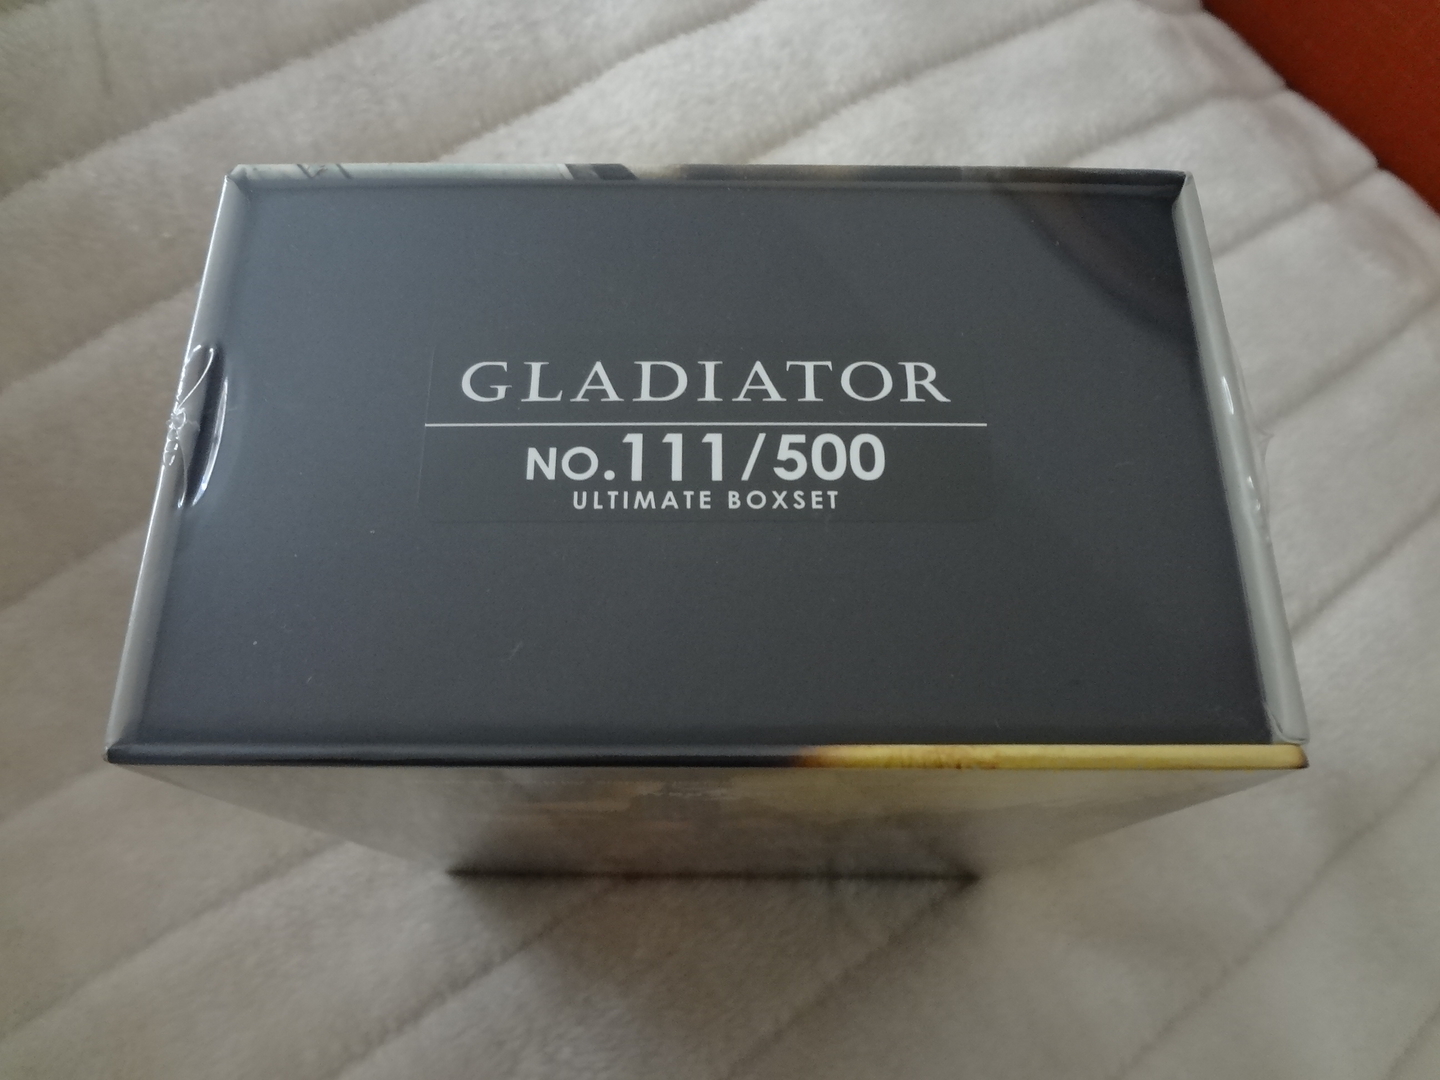 GLADIATOR
NO.111/500
ULTIMATE BOXSET